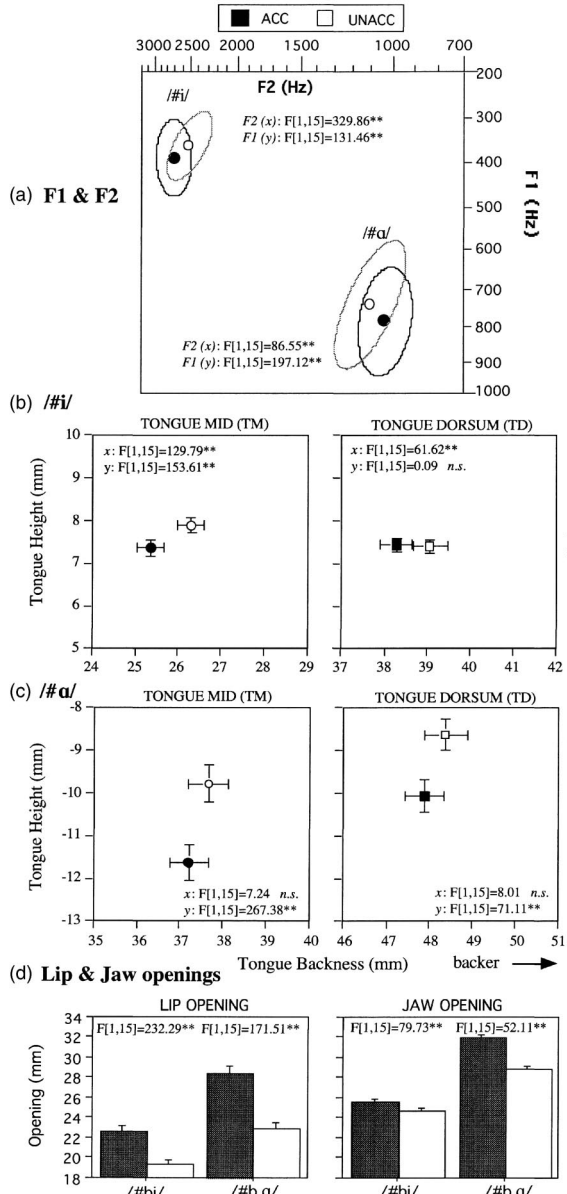 ACC UNACC
3000 2500 2000 1500 1000 700
F2 (Hz)
/#i/
F2 (x): F[1,15]=329.86**
F1 (y): F[1,15]=131.46**
200
300
400
500
600
700
800
900
1000
F1 (Hz)
(a) F1 & F2
/#ɑ/
F2 (x): F[1,15]=86.55**
F1 (y): F[1,15]=197.12**
(b) /#i/
TONGUE MID (TM) TONGUE DORSUM (TD)
x: F[1,15]=129.79**
y: F[1,15]=153.61**
x: F[1,15]=61.62**
y: F[1,15]=0.09 n.s.
Tongue Height (mm)
10
9
8
7
6
5
24 25 26 27 28 29
37 38 39 40 41 42
(c) /#ɑ/
TONGUE MID (TM) TONGUE DORSUM (TD)
Tongue Height (mm)
-8
-9
-10
-11
-12
-13
x: F[1,15]=7.24 n.s.
y: F[1,15]=267.38**
x: F[1,15]=8.01 n.s.
y: F[1,15]=71.11**
35 36 37 38 39 40
46 47 48 49 50 51
Tongue Backness (mm) backer
(d) Lip & Jaw openings
LIP OPENING JAW OPENING
F[1,15]=232.29** F[1,15]=171.51**
F[1,15]=79.73** F[1,15]=52.11**
Opening (mm)
34
32
30
28
26
24
22
20
18
/#bi/ /#bɑ/
/#bi/ /#bɑ/